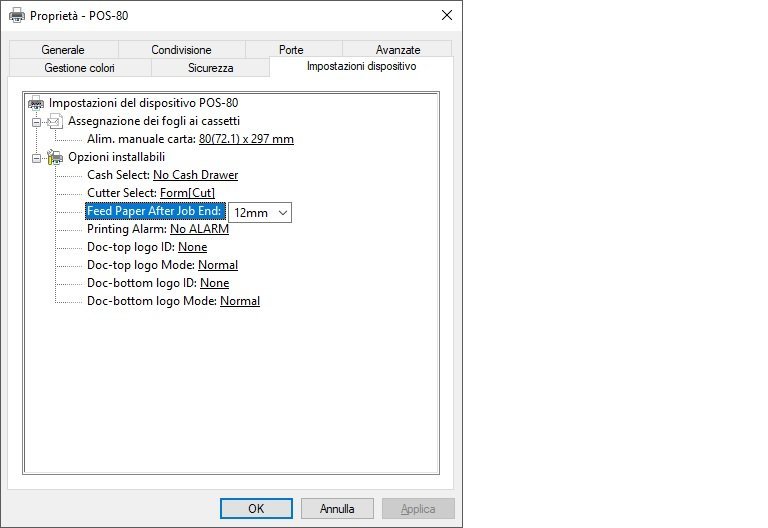 Proprietà - POS-80
Generale Condivisione Porte Avanzate
Gestione colori Sicurezza Impostazioni dispositivo
Impostazioni del dispositivo POS-80
Assegnazione dei fogli ai cassetti
Alim. manuale carta: 80(72.1) x 297 mm
Opzioni installabili
Cash Select: No Cash Drawer
Cutter Select: Form[Cut]
Feed Paper After Job End: 12mm
Printing Alarm: No ALARM
Doc-top logo ID: None
Doc-top logo Mode: Normal
Doc-bottom logo ID: None
Doc-bottom logo Mode: Normal
OK Annulla Applica